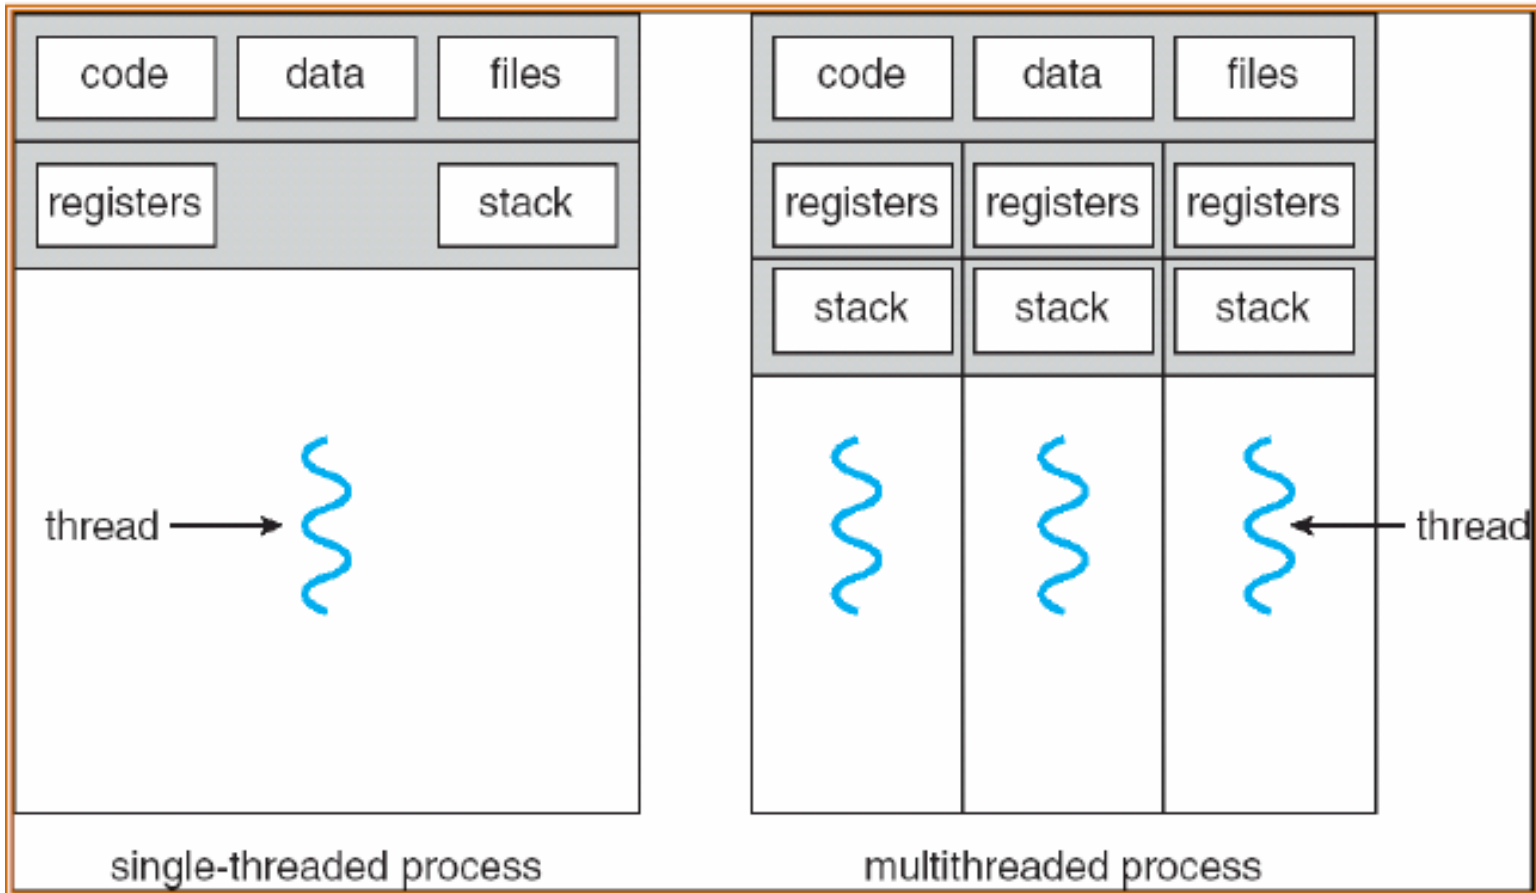 code data files
registers stack
thread
single-threaded process
code data files
registers registers registers
stack stack stack
thread
multithreaded process